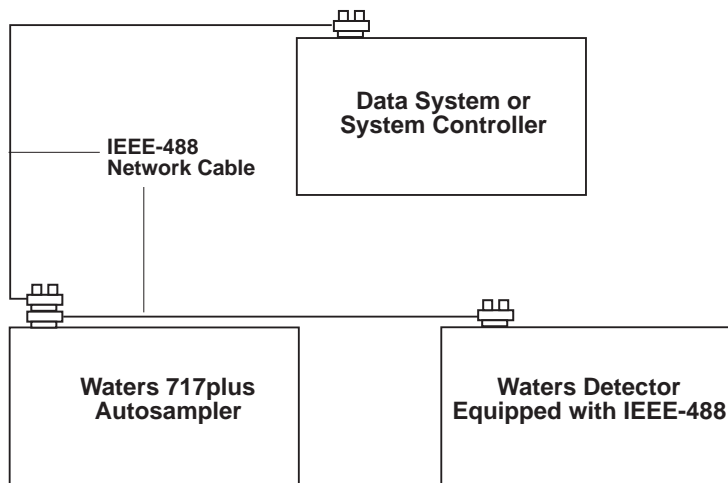 Data System or
System Controller
IEEE-488
Network Cable
Waters 717plus
Autosampler
Waters Detector
Equipped with IEEE-488